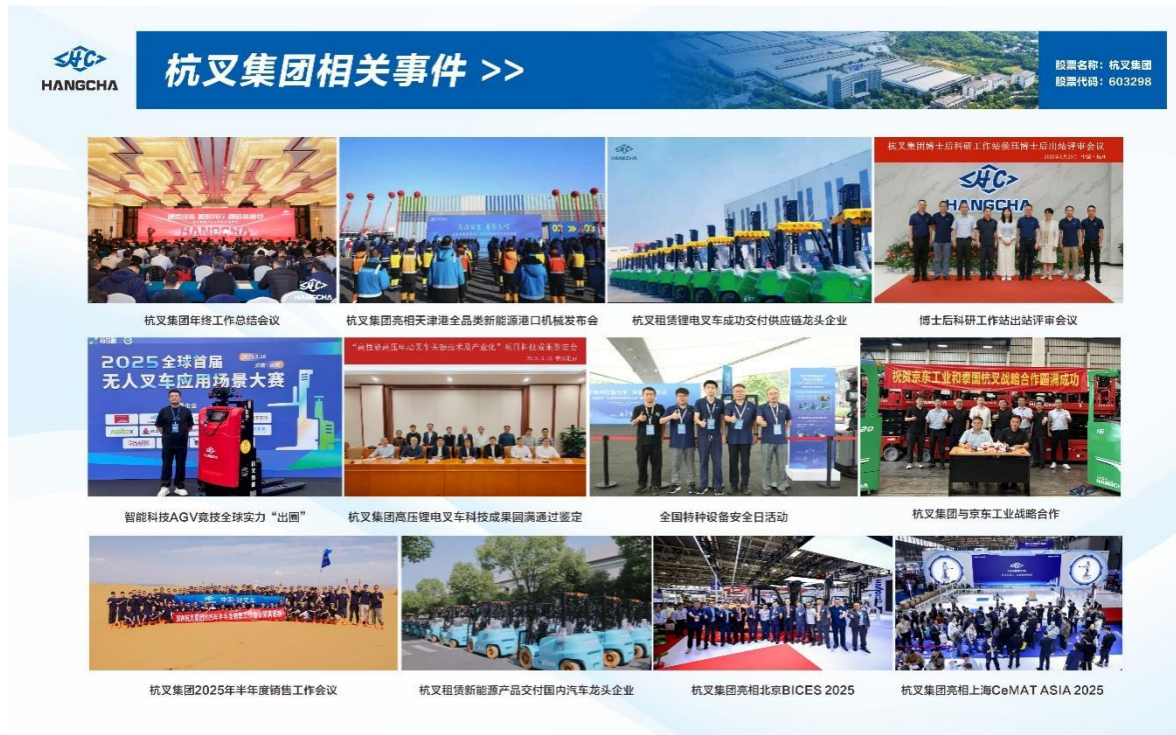 HANGCHA
杭叉集团相关事件 >>
股票名称：杭叉集团
股票代码：603298
HANGCHA
HANGCHA
HANGCHA
杭叉集团博士后科研工作站侯珏博士后出站评审会议
HANGCHA
杭叉集团年终工作总结会议
杭叉集团亮相天津港全品类新能源港口机械发布会
杭叉租赁锂电叉车成功交付供应链龙头企业
博士后科研工作站出站评审会议
2025全球首届
无人叉车应用场景大赛
祝贺京东工业和泰国杭叉战略合作圆满成功
HANGCHA
智能科技AGV竞技全球实力“出圈”
杭叉集团高压锂电叉车科技成果圆满通过鉴定
全国特种设备安全日活动
杭叉集团与京东工业战略合作
杭叉集团2025年半年度销售工作会议
杭叉租赁新能源产品交付国内汽车龙头企业
杭叉集团亮相北京BICES 2025
杭叉集团亮相上海CeMAT ASIA 2025